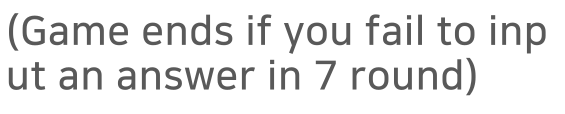 (Game ends if you fail to inp
ut an answer in 7 round)